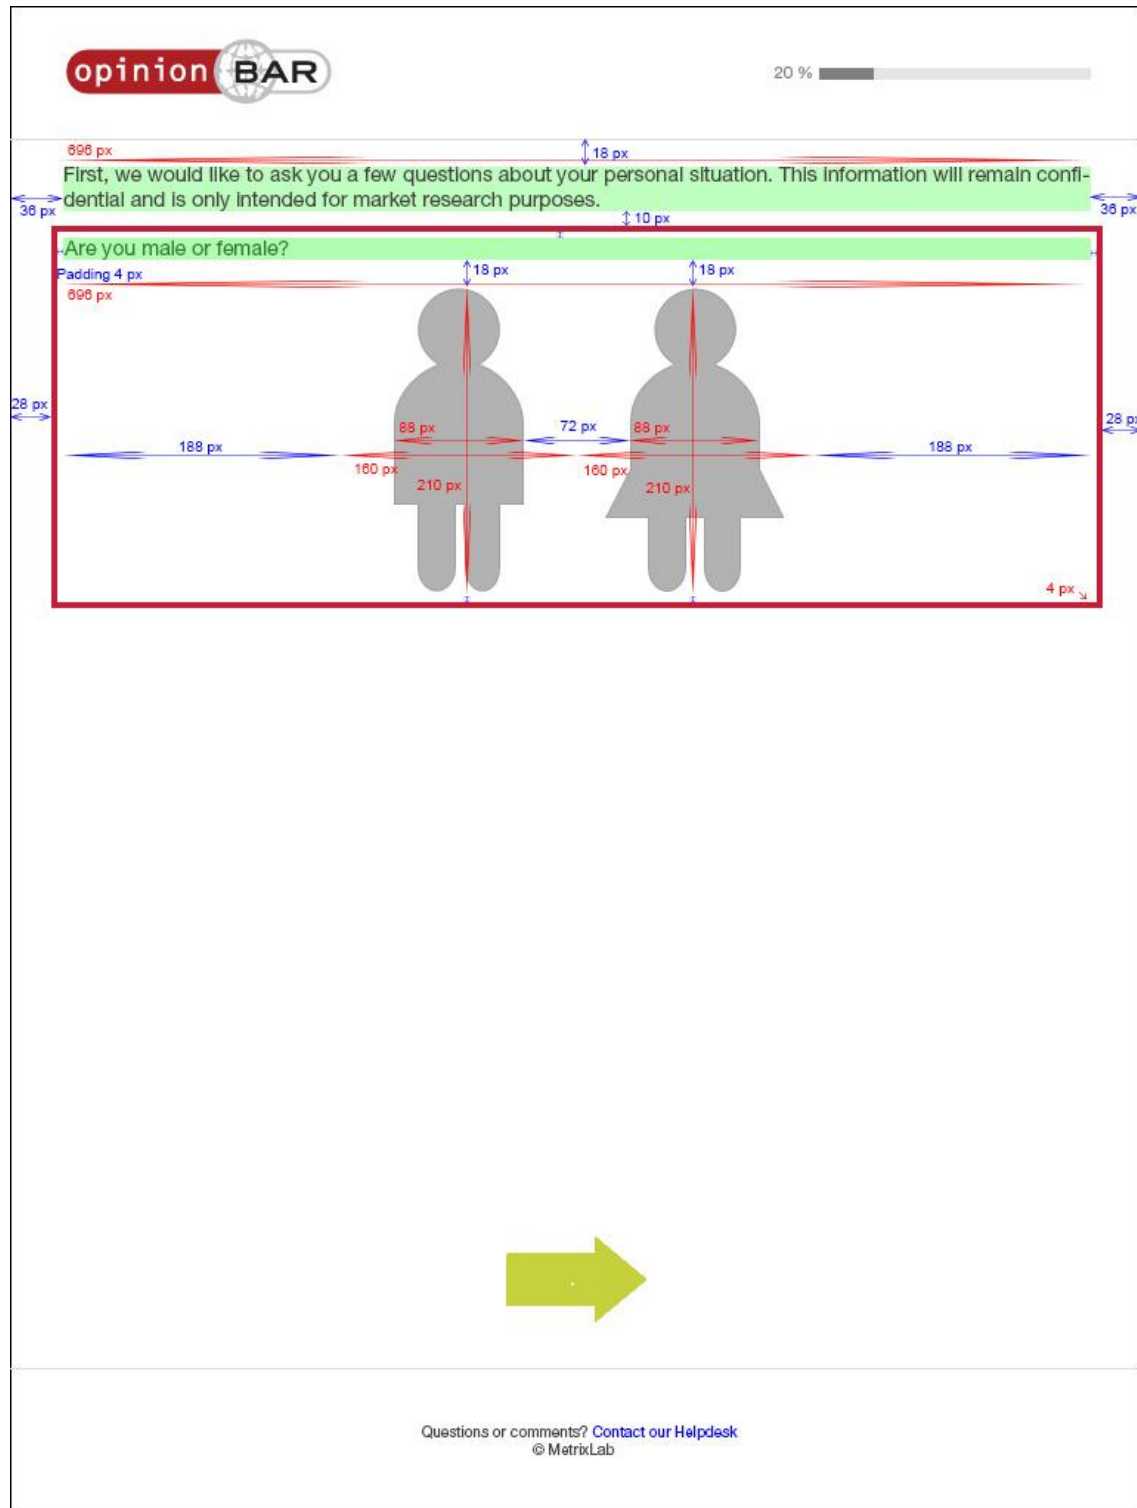 opinion BAR
20 %
696 px
18 px
First, we would like to ask you a few questions about your personal situation. This information will remain confi-
dential and is only intended for market research purposes.
36 px
36 px
10 px
Are you male or female?
Padding 4 px
18 px
18 px
696 px
28 px
28 px
88 px
72 px
88 px
188 px
188 px
160 px
160 px
210 px
210 px
4 px
Questions or comments? Contact our Helpdesk
© MetrixLab